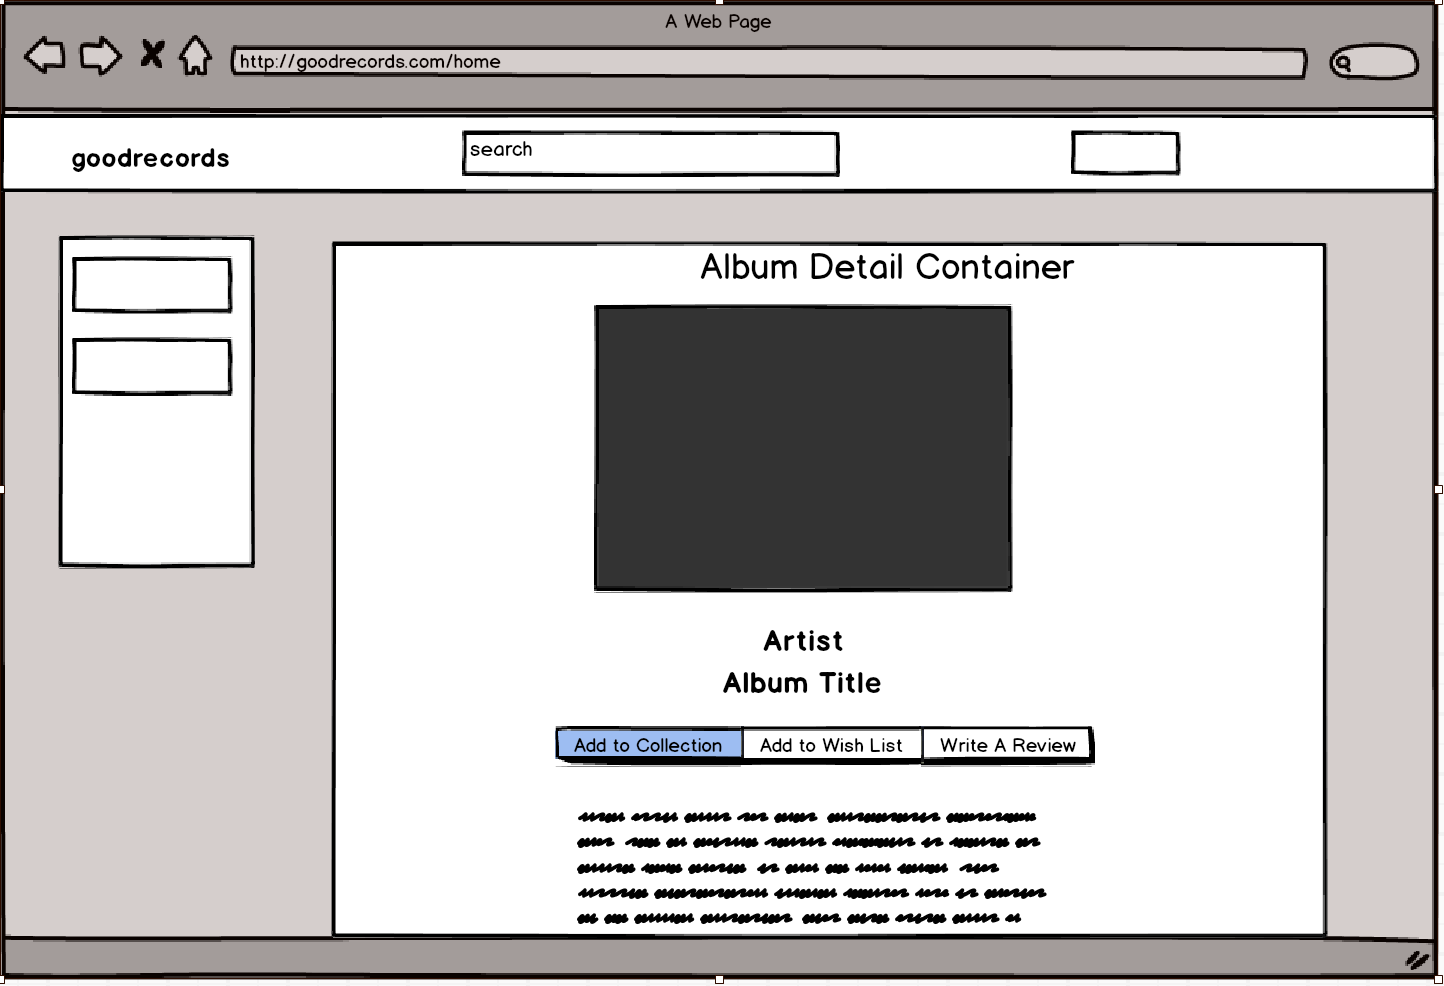 A Web Page
http://goodrecords.com/home
goodrecords
search
Album Detail Container
Artist
Album Title
Add to Collection
Add to Wish List
Write A Review